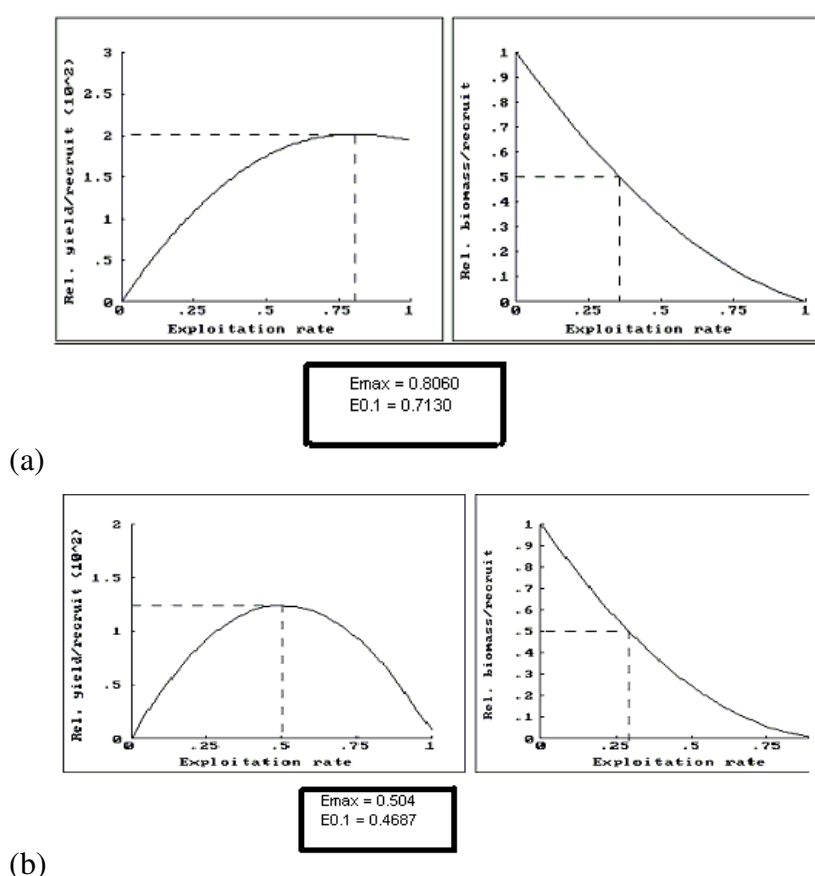 3
2.5
2
1.5
1
.5
0
Rel. yield/recruit (10^2)
0 .25 .5 .75 1
Exploitation rate
1
.9
.8
.7
.6
.5
.4
.3
.2
.1
0
Rel. biomass/recruit
0 .25 .5 .75 1
Exploitation rate
Emax = 0.8060
E0.1 = 0.7130
(a)
2
1.5
1
.5
0
Rel. yield/recruit (10^2)
0 .25 .5 .75 1
Exploitation rate
1
.9
.8
.7
.6
.5
.4
.3
.2
.1
0
Rel. biomass/recruit
0 .25 .5 .75
Exploitation rate
Emax = 0.504
E0.1 = 0.4687
(b)